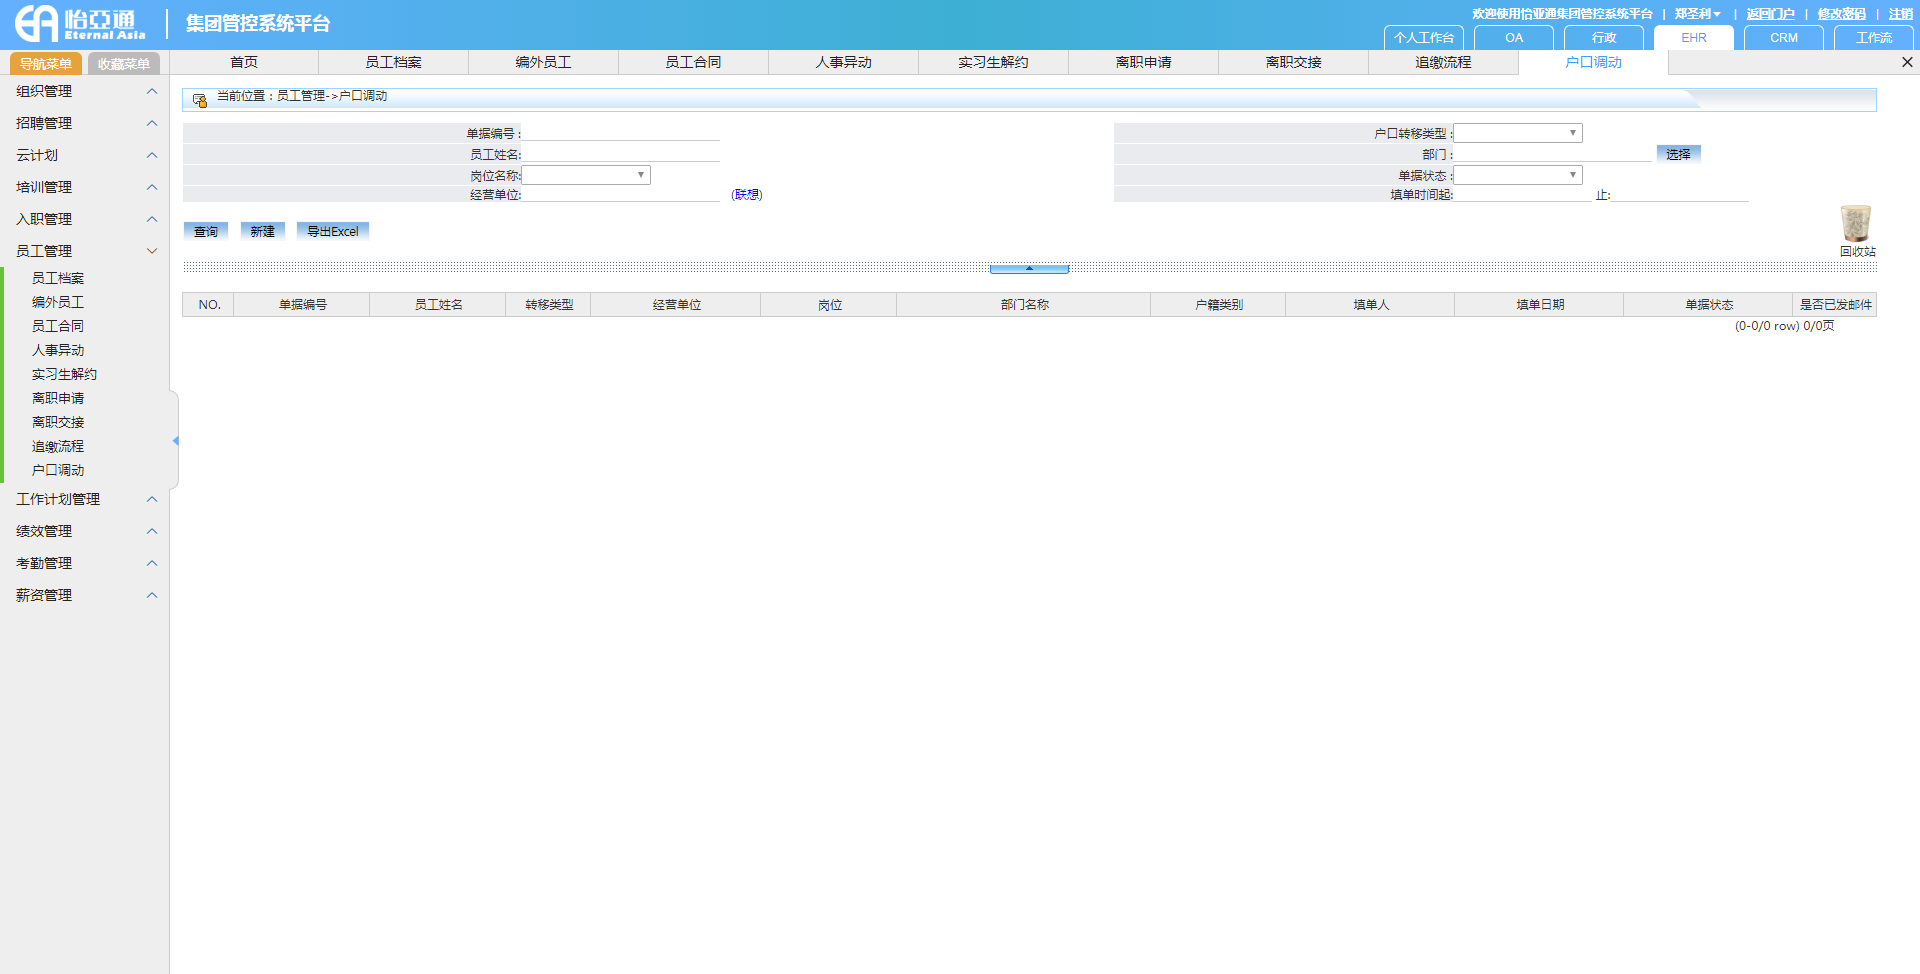 怡亞通
Eternal Asia
集团管控系统平台
欢迎使用怡亚通集团管控系统平台 | 郑圣利 | 返回门户 | 修改密码 | 注销
个人工作台 OA 行政 EHR CRM 工作流
导航菜单 收藏菜单
首页 员工档案 编外员工 员工合同 人事异动 实习生解约 离职申请 离职交接 追缴流程 户口调动
组织管理
招聘管理
云计划
培训管理
入职管理
员工管理
员工档案
编外员工
员工合同
人事异动
实习生解约
离职申请
离职交接
追缴流程
户口调动
工作计划管理
绩效管理
考勤管理
薪资管理
当前位置：员工管理->户口调动
单据编号： 户口转移类型：
员工姓名: 部门： 选择
岗位名称: 单据状态：
经营单位: (联想) 填单时间起: 止:
查询 新建 导出Excel
回收站
NO. 单据编号 员工姓名 转移类型 经营单位 岗位 部门名称 户籍类别 填单人 填单日期 单据状态 是否已发邮件
(0-0/0 row) 0/0页